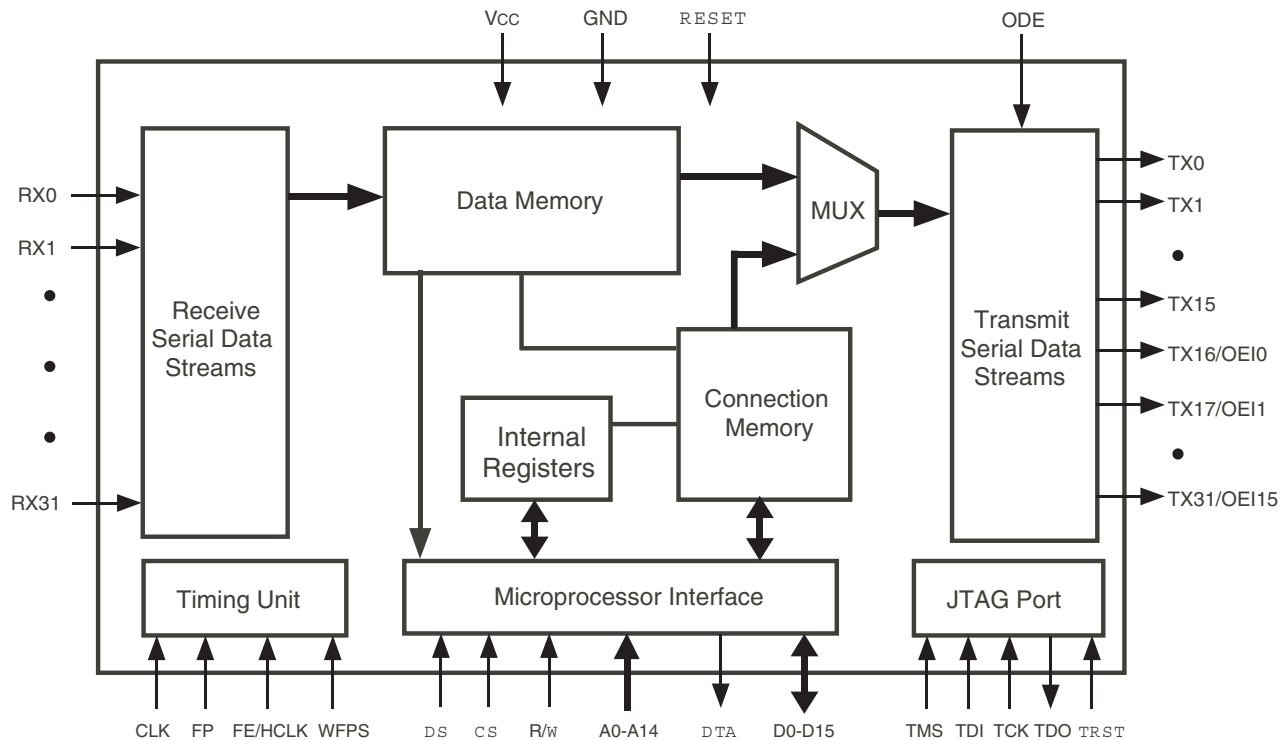 Vcc GND RESET ODE
RX0
RX1
RX31
Receive
Serial Data
Streams
Data Memory
MUX
Connection
Memory
Internal
Registers
Transmit
Serial Data
Streams
TX0
TX1
TX15
TX16/OEI0
TX17/OEI1
TX31/OEI15
Timing Unit
Microprocessor Interface
JTAG Port
CLK FP FE/HCLK WFPS DS CS R/W A0-A14 DTA D0-D15 TMS TDI TCK TDO TRST